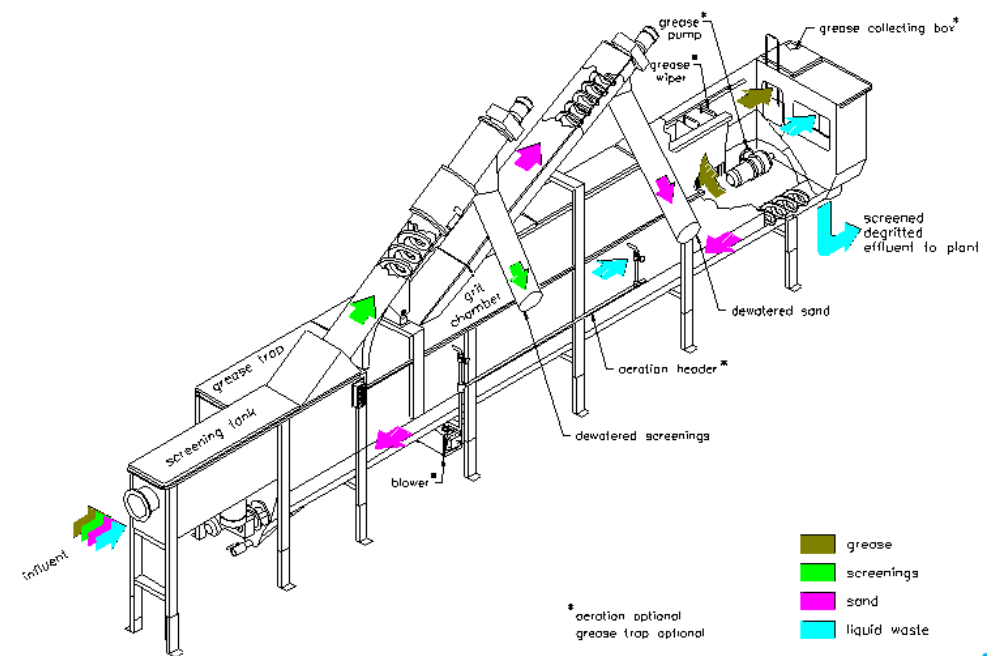 grease*
pump
grease collecting box*
grease*
wiper
screened
degritted
effluent to plant
grit
chamber
dewatered sand
grease trap
aeration header*
screening tank
dewatered screenings
blower*
influent
grease
screenings
sand
liquid waste
*aeration optional
grease trap optional